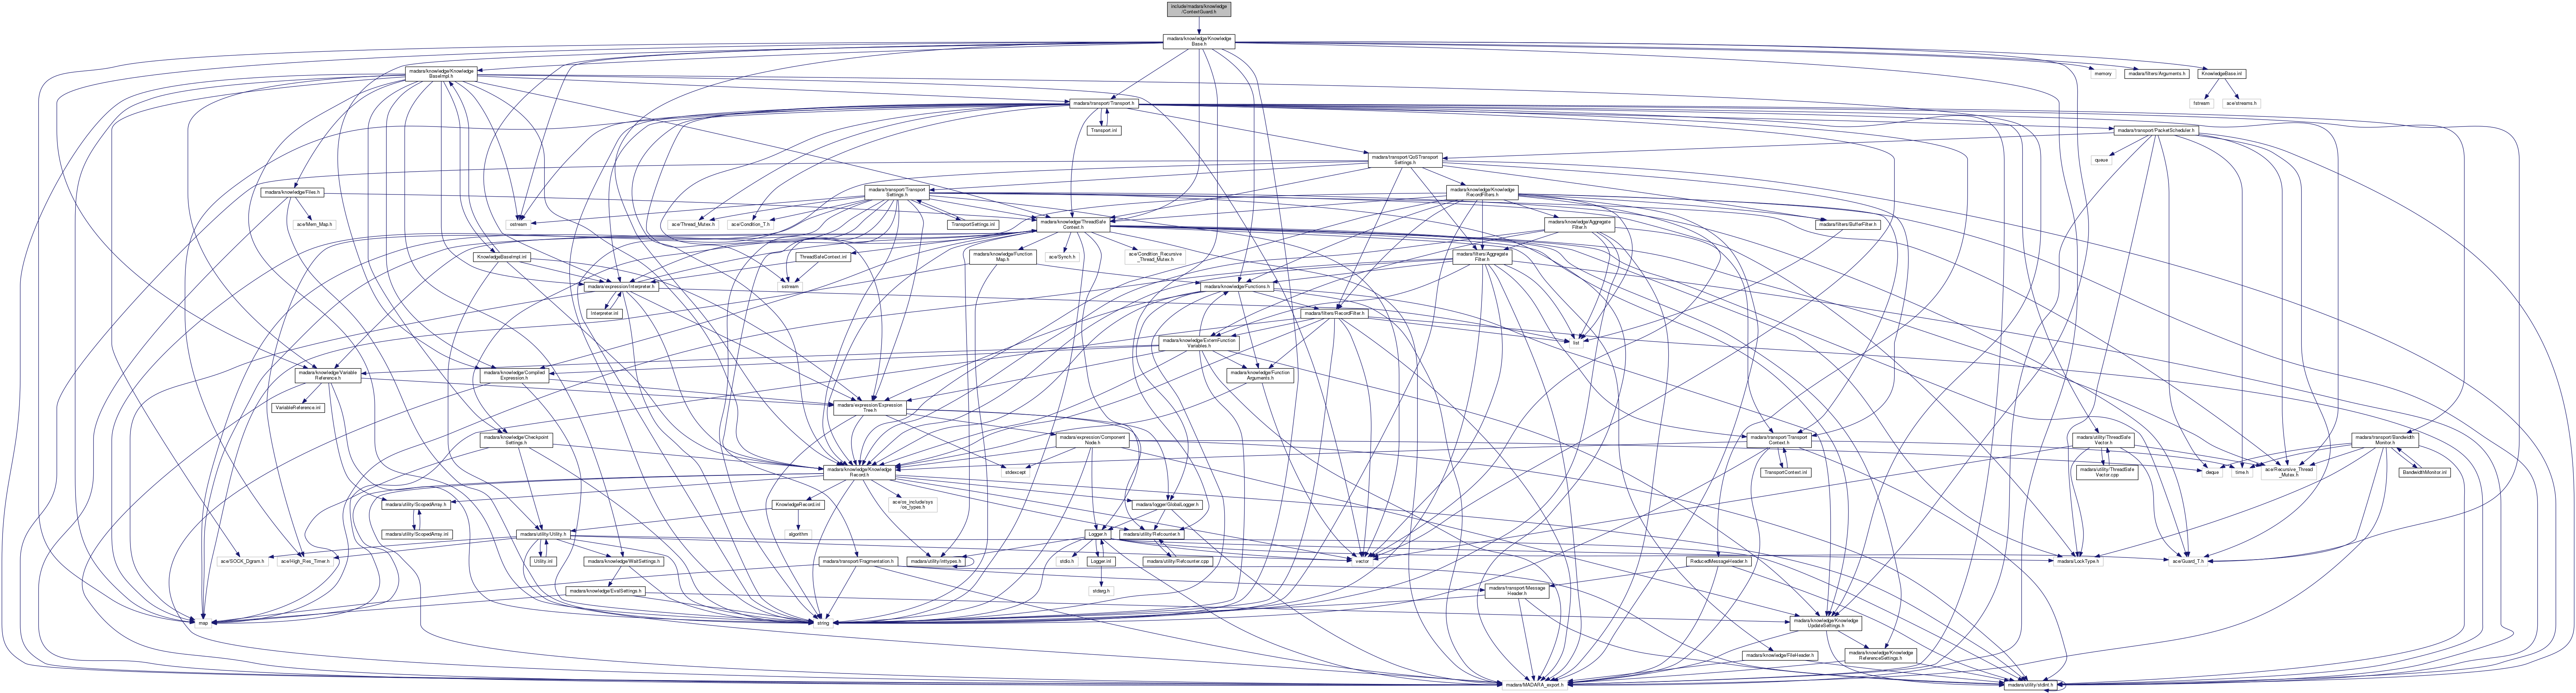 include/madara/knowledge
/ContextGuard.h
madara/knowledge/Knowledge
Base.h
madara/knowledge/Knowledge
BaseImpl.h
memory
madara/filters/Arguments.h
KnowledgeBase.inl
madara/transport/Transport.h
fstream
ace/streams.h
Transport.inl
madara/transport/PacketScheduler.h
madara/transport/QoSTransport
Settings.h
queue
madara/knowledge/Files.h
madara/transport/Transport
Settings.h
madara/knowledge/Knowledge
RecordFilters.h
ace/Mem_Map.h
ostream
ace/Thread_Mutex.h
ace/Condition_T.h
TransportSettings.inl
madara/knowledge/ThreadSafe
Context.h
madara/knowledge/Aggregate
Filter.h
madara/filters/BufferFilter.h
KnowledgeBaseImpl.inl
ThreadSafeContext.inl
madara/knowledge/Function
Map.h
ace/Synch.h
ace/Condition_Recursive
_Thread_Mutex.h
madara/filters/Aggregate
Filter.h
madara/expression/Interpreter.h
sstream
madara/knowledge/Functions.h
Interpreter.inl
madara/filters/RecordFilter.h
madara/knowledge/ExternFunction
Variables.h
list
madara/knowledge/Variable
Reference.h
madara/knowledge/Compiled
Expression.h
madara/knowledge/Function
Arguments.h
VariableReference.inl
madara/expression/Expression
Tree.h
madara/knowledge/Checkpoint
Settings.h
madara/expression/Component
Node.h
madara/transport/Transport
Context.h
madara/utility/ThreadSafe
Vector.h
madara/transport/Bandwidth
Monitor.h
madara/knowledge/Knowledge
Record.h
stdexcept
TransportContext.inl
madara/utility/ThreadSafe
Vector.cpp
deque
time.h
ace/Recursive_Thread
_Mutex.h
BandwidthMonitor.inl
madara/utility/ScopedArray.h
KnowledgeRecord.inl
ace/os_include/sys
/os_types.h
madara/logger/GlobalLogger.h
madara/utility/ScopedArray.inl
madara/utility/Utility.h
algorithm
Logger.h
madara/utility/Refcounter.h
ace/SOCK_Dgram.h
ace/High_Res_Timer.h
Utility.inl
madara/knowledge/WaitSettings.h
madara/transport/Fragmentation.h
madara/utility/inttypes.h
stdio.h
Logger.inl
madara/utility/Refcounter.cpp
vector
ReducedMessageHeader.h
madara/LockType.h
ace/Guard_T.h
madara/knowledge/EvalSettings.h
stdarg.h
madara/transport/Message
Header.h
map
string
madara/knowledge/Knowledge
UpdateSettings.h
madara/knowledge/FileHeader.h
madara/knowledge/Knowledge
ReferenceSettings.h
madara/MADARA_export.h
madara/utility/stdint.h